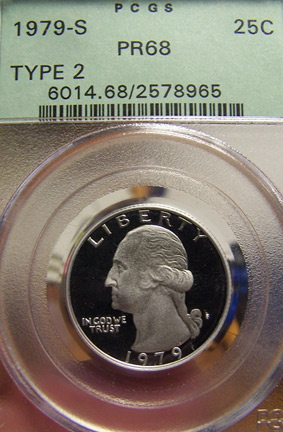 PCGS
1979-S 25C
PR68
TYPE 2
6014.68/2578965
LIBERTY
IN GOD WE
TRUST
1979